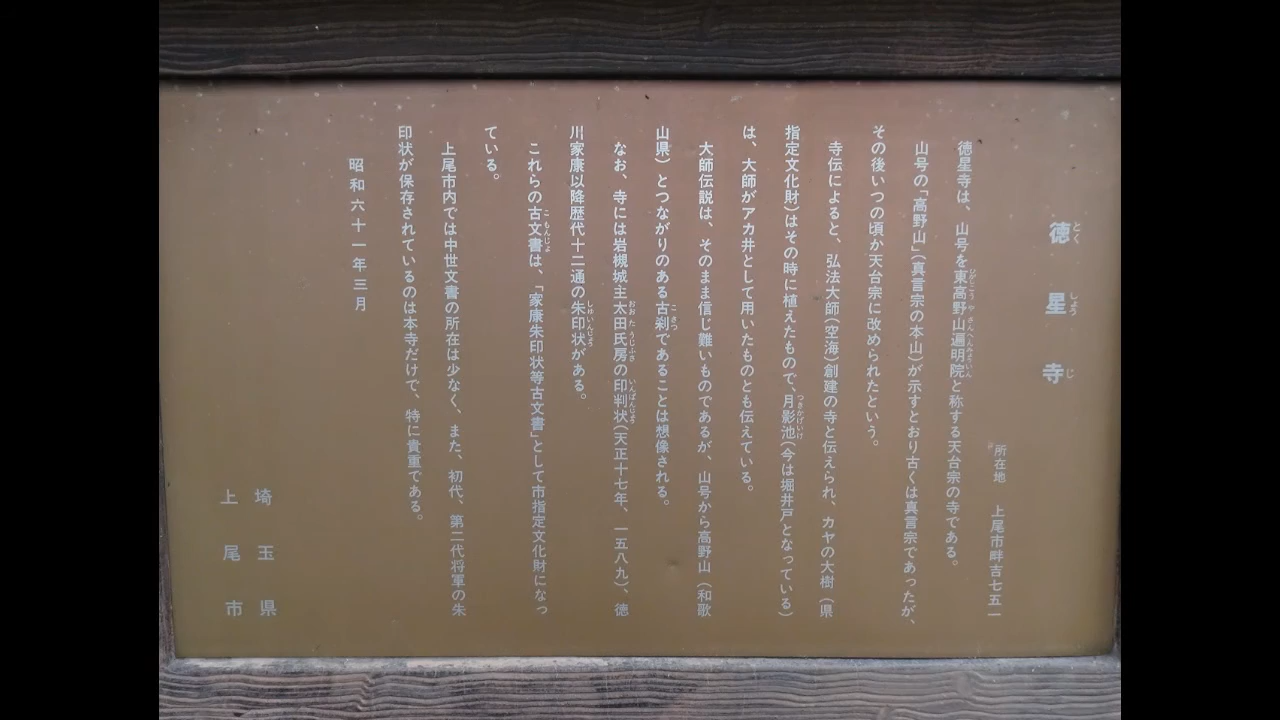 徳星寺
所在地　上尾市畔吉七五一
徳星寺は、山号を東高野山遍明院と称する天台宗の寺である。
山号の「高野山」（真言宗の本山）が示すとおり古くは真言宗であったが、
その後いつの頃か天台宗に改められたという。
寺伝によると、弘法大師（空海）創建の寺と伝えられ、カヤの大樹（県
指定文化財）はその時に植えたもので、月影池（今は堀井戸となっている）
は、大師がアカ井として用いたものとも伝えている。
大師伝説は、そのまま信じ難いものであるが、山号から高野山（和歌
山県）とつながりのある古刹であることは想像される。
なお、寺には岩槻城主太田氏房の印判状（天正十七年、一五八九）、徳
川家康以降歴代十二通の朱印状がある。
これらの古文書は、「家康朱印状等古文書」として市指定文化財になっ
ている。
上尾市内では中世文書の所在は少なく、また、初代、第二代将軍の朱
印状が保存されているのは本寺だけで、特に貴重である。
昭和六十一年三月
埼玉県
上尾市